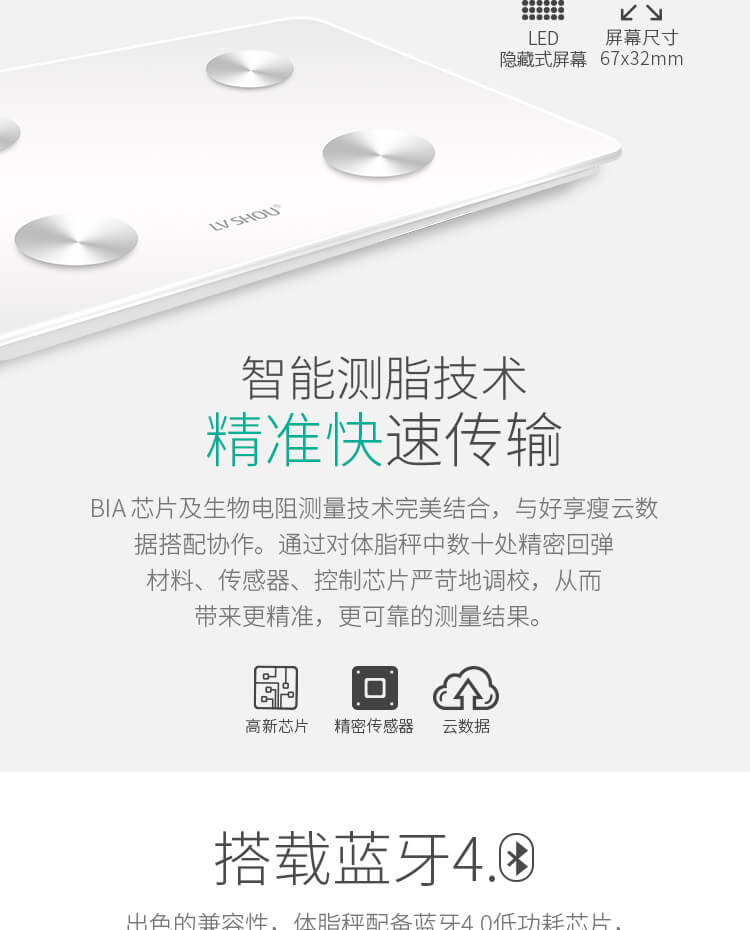 LED
隐藏式屏幕
屏幕尺寸
67x32mm
LV SHOU®
智能测脂技术
精准快速传输
BIA 芯片及生物电阻测量技术完美结合，与好享瘦云数
据搭配协作。通过对体脂秤中数十处精密回弹
材料、传感器、控制芯片严苛地调校，从而
带来更精准，更可靠的测量结果。
高新芯片
精密传感器
云数据
搭载蓝牙4.0
出色的兼容性，体脂秤配备蓝牙4.0低功耗芯片，